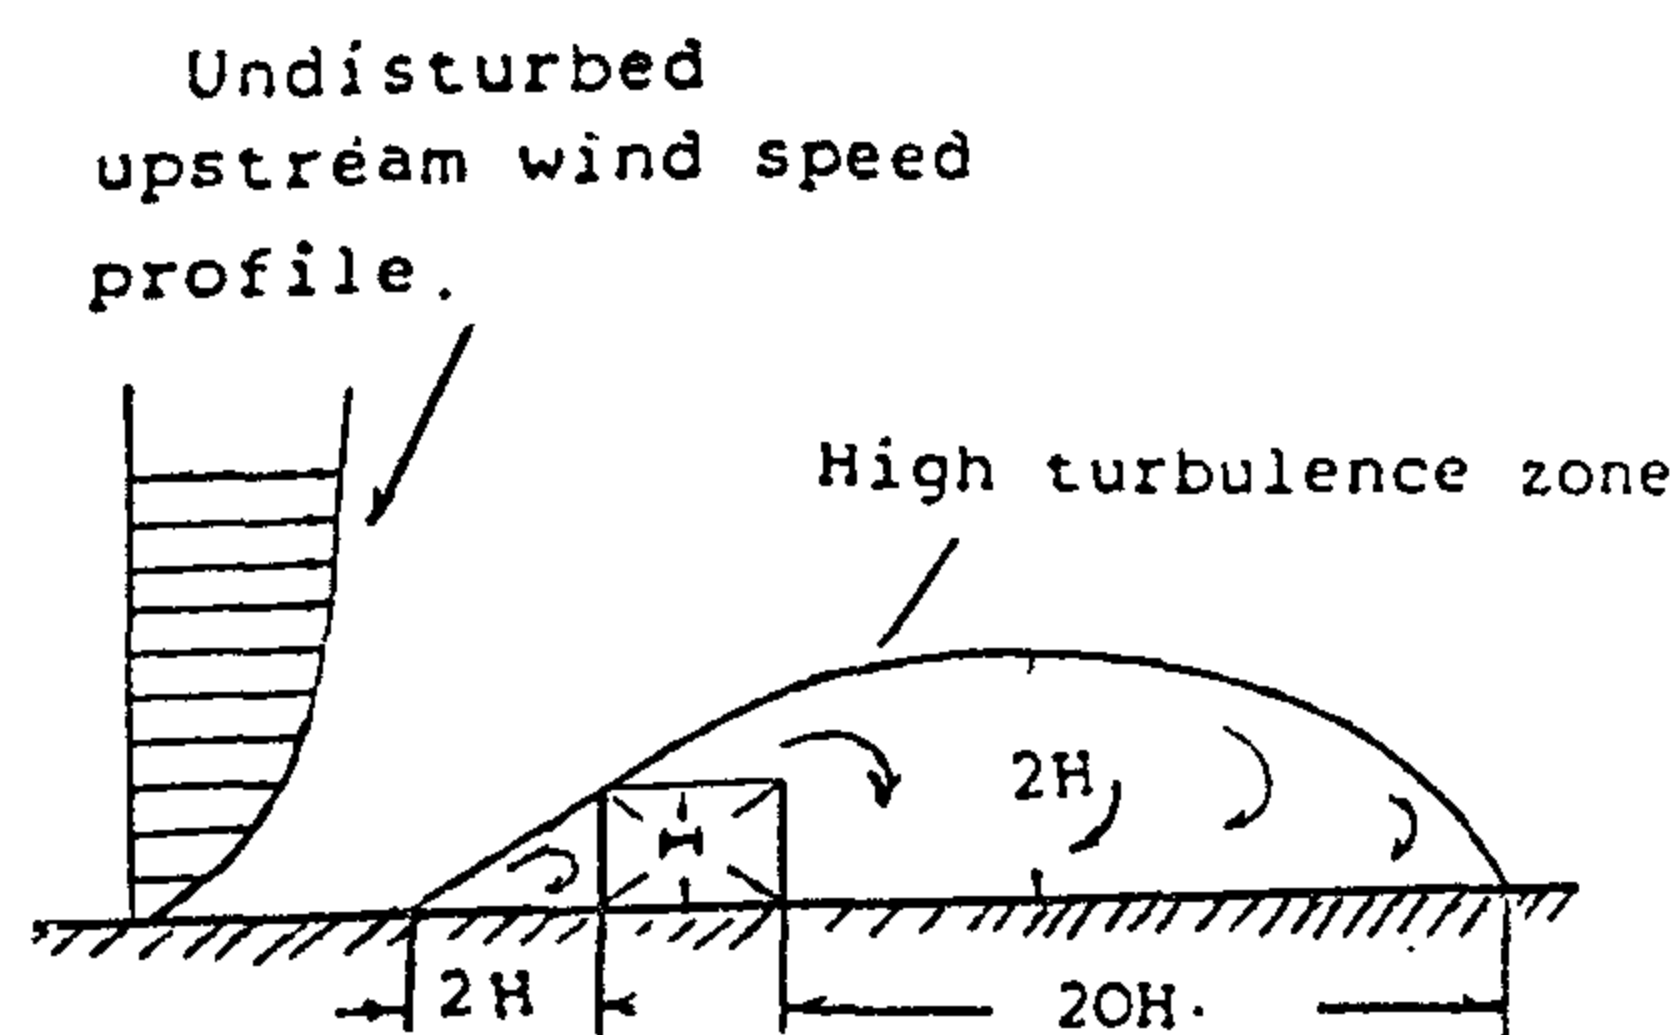 Undisturbed
upstream wind speed
profile.
High turbulence zone
2H
H
2H
20H.